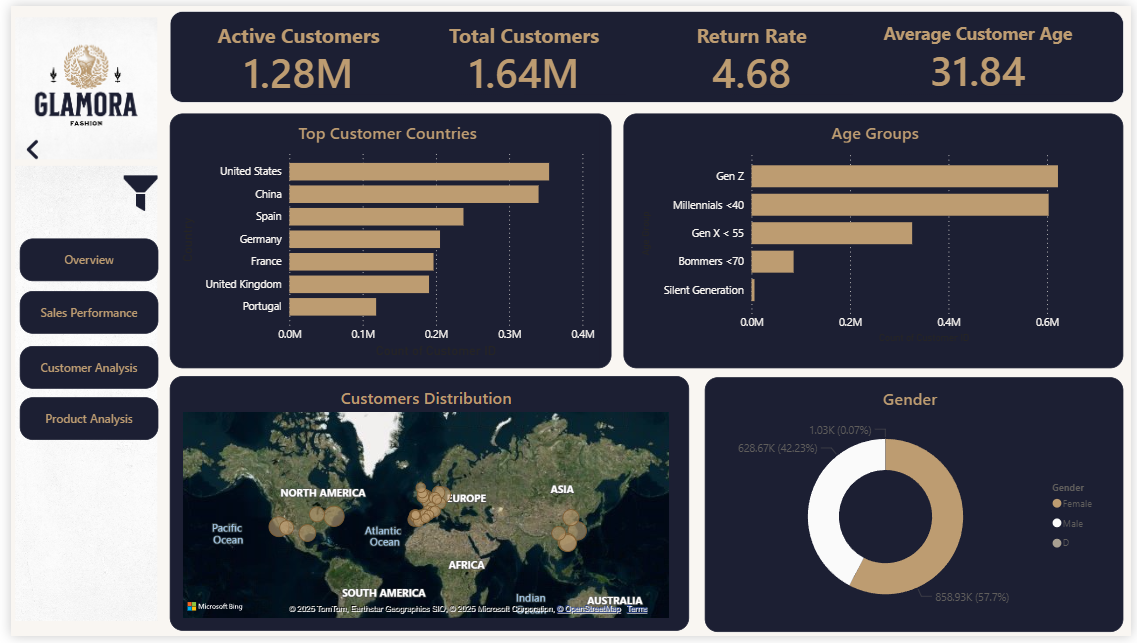 GLAMORA
FASHION
Overview
Sales Performance
Customer Analysis
Product Analysis
Active Customers
1.28M
Total Customers
1.64M
Return Rate
4.68
Average Customer Age
31.84
Top Customer Countries
United States
China
Spain
Germany
France
United Kingdom
Portugal
0.0M 0.1M 0.2M 0.3M 0.4M
Age Groups
Gen Z
Millennials <40
Gen X < 55
Bommers <70
Silent Generation
0.0M 0.2M 0.4M 0.6M
Customers Distribution
NORTH AMERICA
EUROPE
ASIA
Pacific
Ocean
Atlantic
Ocean
AFRICA
SOUTH AMERICA
Indian
AUSTRALIA
Microsoft Bing
© 2025 TomTom, Earthstar Geographics SIO, © 2025 Microsoft Corporation, © OpenStreetMap Terms
Gender
1.03K (0.07%)
628.67K (42.23%)
858.93K (57.7%)
Gender
Female
Male
D